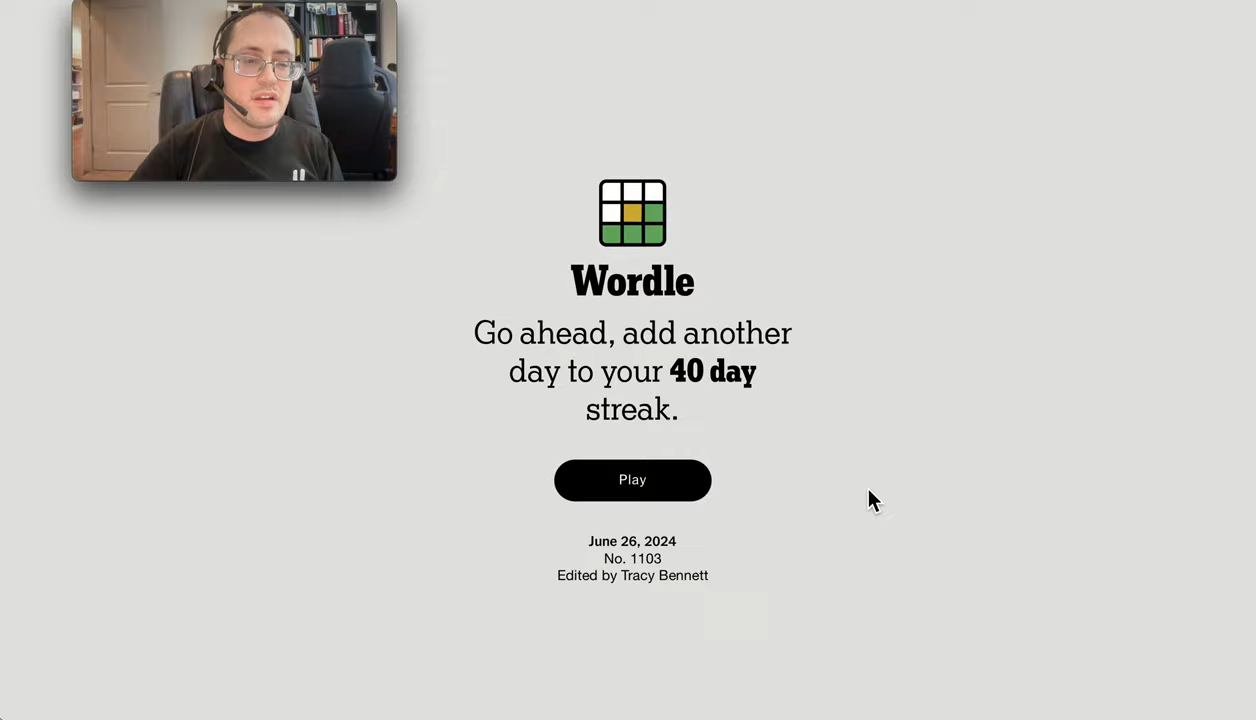 Wordle
Go ahead, add another
day to your 40 day
streak.
Play
June 26, 2024
No. 1103
Edited by Tracy Bennett